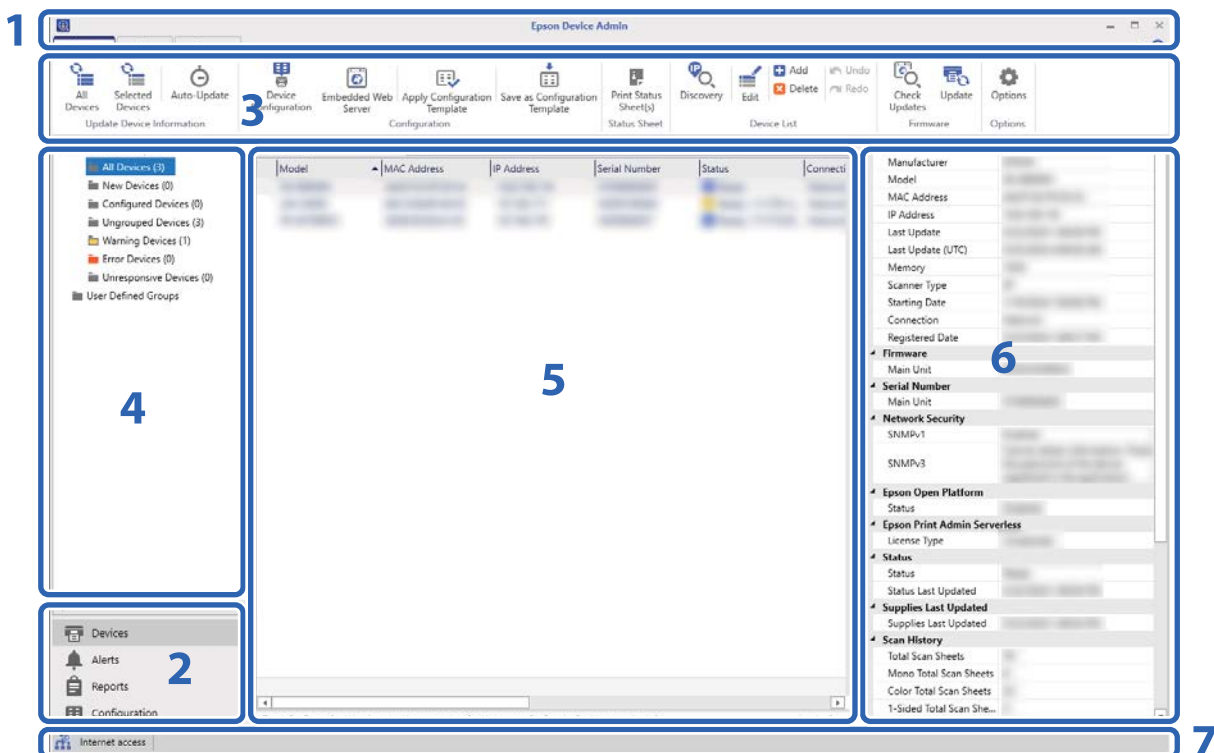 1
Epson Device Admin
3
All Devices
Selected Devices
Auto-Update
Update Device Information
Device Configuration
Embedded Web Server
Apply Configuration Template
Save as Configuration Template
Configuration
Print Status Sheet(s)
Status Sheet
Discovery
Edit
Add
Delete
Undo
Redo
Device List
Check Updates
Update
Firmware
Options
Options
4
All Devices (3)
New Devices (0)
Configured Devices (0)
Ungrouped Devices (3)
Warning Devices (1)
Error Devices (0)
Unresponsive Devices (0)
User Defined Groups
2
Devices
Alerts
Reports
Configuration
5
Model
MAC Address
IP Address
Serial Number
Status
Connecti
6
Manufacturer
Model
MAC Address
IP Address
Last Update
Last Update (UTC)
Memory
Scanner Type
Starting Date
Connection
Registered Date
Firmware
Main Unit
Serial Number
Main Unit
Network Security
SNMPv1
SNMPv3
Epson Open Platform
Status
Epson Print Admin Serverless
License Type
Status
Status
Status Last Updated
Supplies Last Updated
Supplies Last Updated
Scan History
Total Scan Sheets
Mono Total Scan Sheets
Color Total Scan Sheets
1-Sided Total Scan She...
7
Internet access